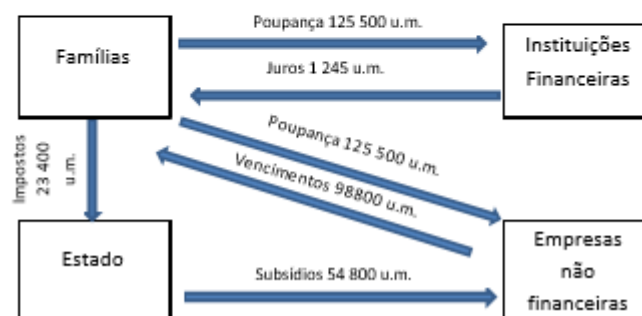 Poupança 125 500 u.m.
Famílias
Instituições
Financeiras
Juros 1 245 u.m.
Poupança 125 500 u.m.
Vencimentos 98800 u.m.
Impostos
23 400
u.m.
Estado
Subsídios 54 800 u.m.
Empresas
não
financeiras